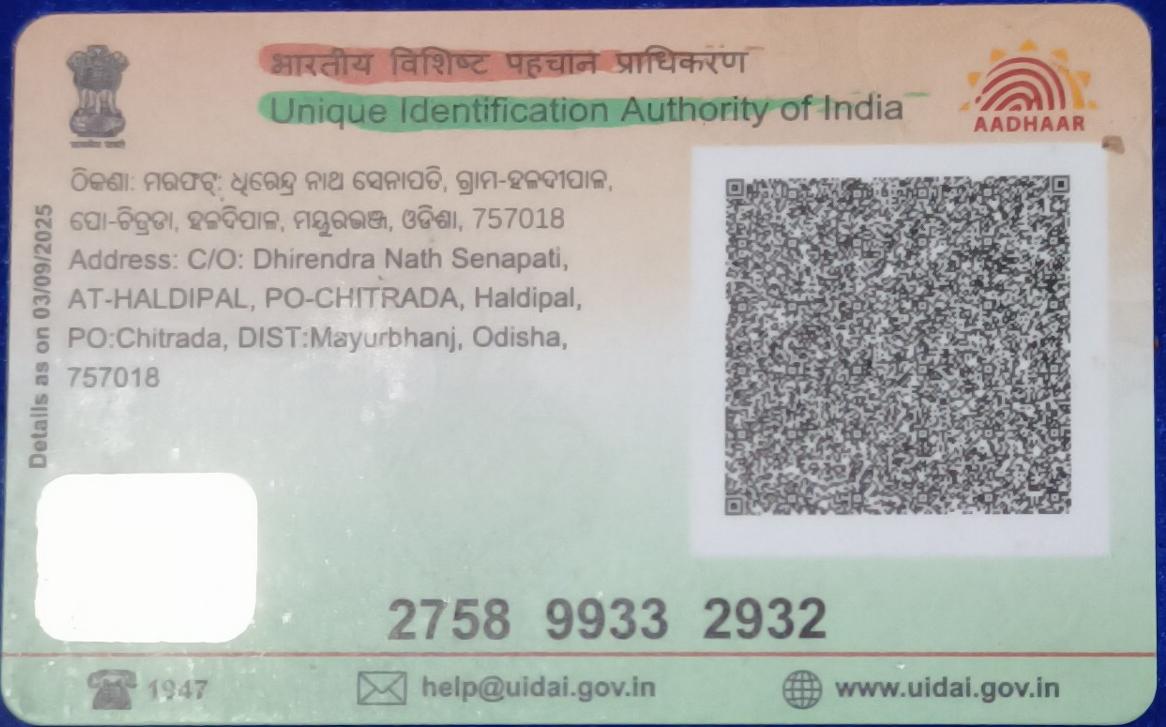 भारतीय विशिष्ट पहचान प्राधिकरण
Unique Identification Authority of India
AADHAAR
ଠିକଣା: ମରଫତ୍: ଧିରେନ୍ଦ୍ର ନାଥ ସେନାପତି, ଗ୍ରାମ-ହଳଦୀପାଳ,
ପୋ-ଚିତ୍ରଡା, ହଳଦିପାଳ, ମୟୂରଭଞ୍ଜ, ଓଡିଶା, 757018
Address: C/O: Dhirendra Nath Senapati,
AT-HALDIPAL, PO-CHITRADA, Haldipal,
PO:Chitrada, DIST:Mayurbhanj, Odisha,
757018
Details as on 03/09/2025
2758 9933 2932
1947
help@uidai.gov.in
www.uidai.gov.in